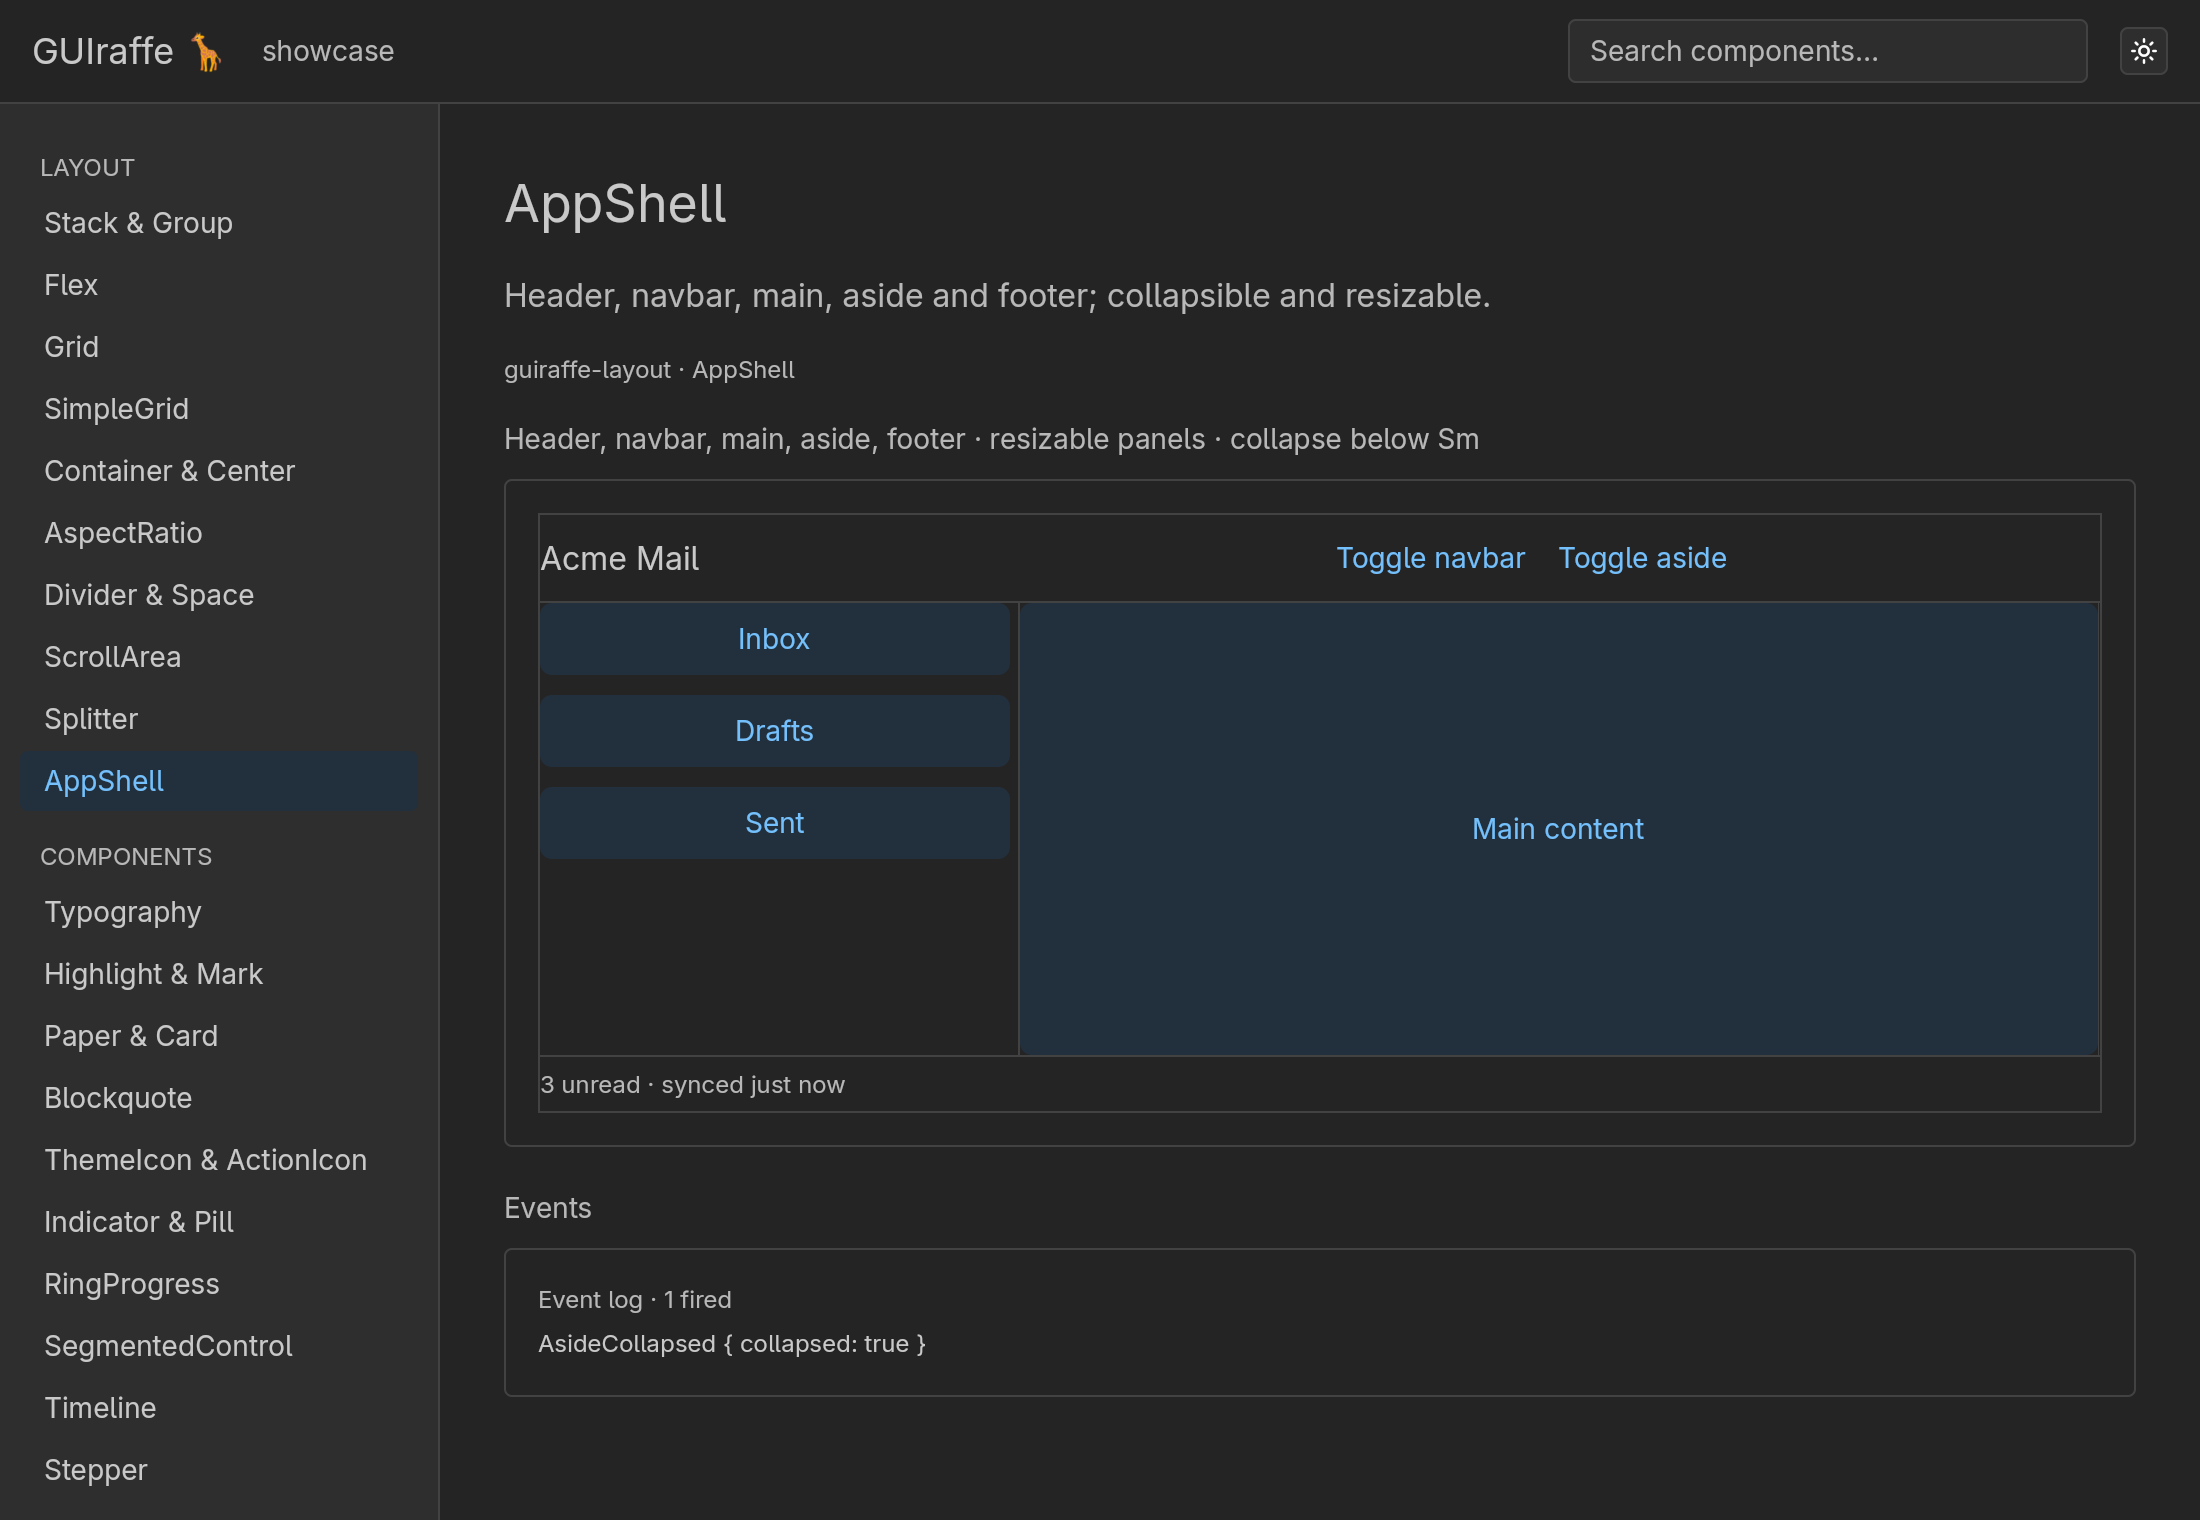 GUIraffe 🦒 showcase
Search components...
LAYOUT
Stack & Group
Flex
Grid
SimpleGrid
Container & Center
AspectRatio
Divider & Space
ScrollArea
Splitter
AppShell
COMPONENTS
Typography
Highlight & Mark
Paper & Card
Blockquote
ThemeIcon & ActionIcon
Indicator & Pill
RingProgress
SegmentedControl
Timeline
Stepper
AppShell
Header, navbar, main, aside and footer; collapsible and resizable.
guiraffe-layout · AppShell
Header, navbar, main, aside, footer · resizable panels · collapse below Sm
Acme Mail
Toggle navbar
Toggle aside
Inbox
Drafts
Sent
Main content
3 unread · synced just now
Events
Event log · 1 fired
AsideCollapsed { collapsed: true }